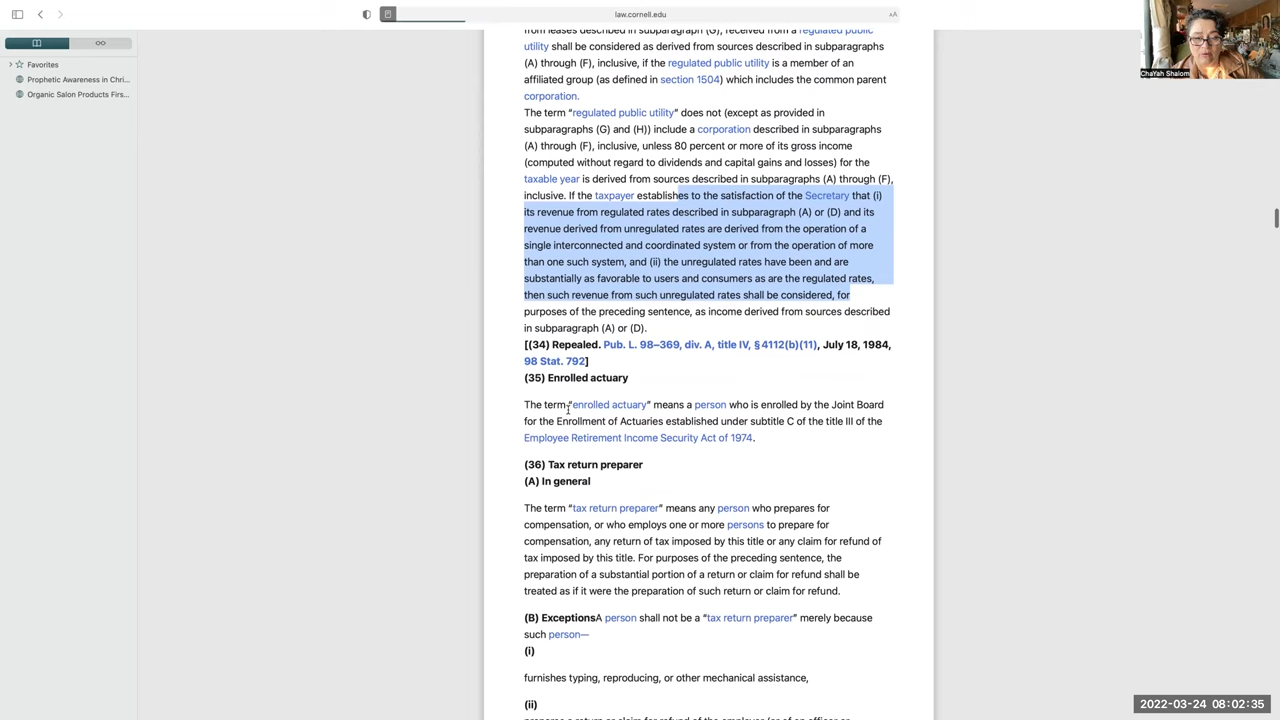 law.cornell.edu
AA
Favorites
Prophetic Awareness in Chri...
Organic Salon Products Firs...
ChaYah Shalom
from leases described in subparagraph (G), received from a regulated public
utility shall be considered as derived from sources described in subparagraphs
(A) through (F), inclusive, if the regulated public utility is a member of an
affiliated group (as defined in section 1504) which includes the common parent
corporation.
The term “regulated public utility” does not (except as provided in
subparagraphs (G) and (H)) include a corporation described in subparagraphs
(A) through (F), inclusive, unless 80 percent or more of its gross income
(computed without regard to dividends and capital gains and losses) for the
taxable year is derived from sources described in subparagraphs (A) through (F),
inclusive. If the taxpayer establishes to the satisfaction of the Secretary that (i)
its revenue from regulated rates described in subparagraph (A) or (D) and its
revenue derived from unregulated rates are derived from the operation of a
single interconnected and coordinated system or from the operation of more
than one such system, and (ii) the unregulated rates have been and are
substantially as favorable to users and consumers as are the regulated rates,
then such revenue from such unregulated rates shall be considered, for
purposes of the preceding sentence, as income derived from sources described
in subparagraph (A) or (D).
[(34) Repealed. Pub. L. 98–369, div. A, title IV, § 4112(b)(11), July 18, 1984,
98 Stat. 792]
(35) Enrolled actuary
The term “enrolled actuary” means a person who is enrolled by the Joint Board
for the Enrollment of Actuaries established under subtitle C of the title III of the
Employee Retirement Income Security Act of 1974.
(36) Tax return preparer
(A) In general
The term “tax return preparer” means any person who prepares for
compensation, or who employs one or more persons to prepare for
compensation, any return of tax imposed by this title or any claim for refund of
tax imposed by this title. For purposes of the preceding sentence, the
preparation of a substantial portion of a return or claim for refund shall be
treated as if it were the preparation of such return or claim for refund.
(B) ExceptionsA person shall not be a “tax return preparer” merely because
such person—
(i)
furnishes typing, reproducing, or other mechanical assistance,
(ii)
2022-03-24 08:02:35